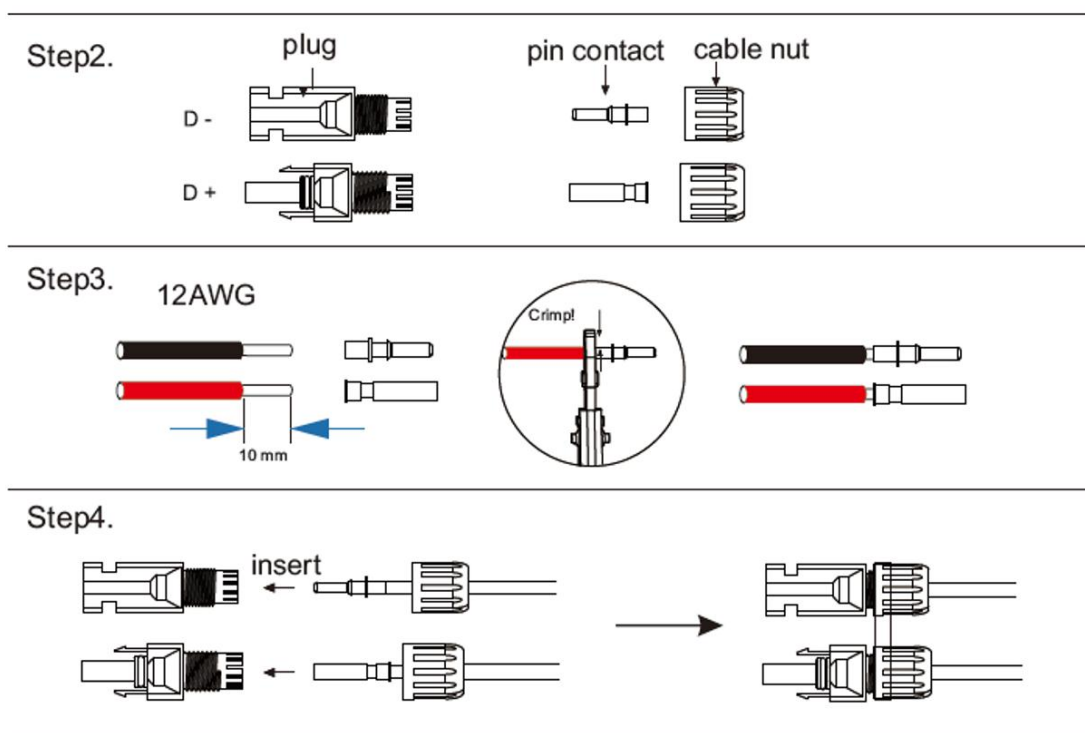 Step2.
plug
pin contact
cable nut
D -
D +
Step3.
12AWG
Crimp!
10 mm
Step4.
insert